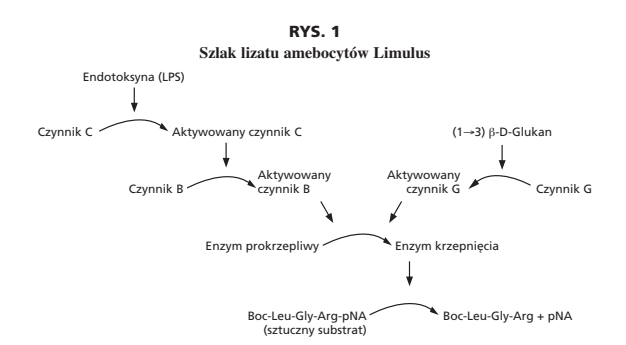 RYS. 1
Szlak lizatu amebocytów Limulus
Endotoksyna (LPS)
Czynnik C
Aktywowany czynnik C
(1→3) β-D-Glukan
Czynnik B
Aktywowany
czynnik B
Aktywowany
czynnik G
Czynnik G
Enzym prokrzepliwy
Enzym krzepnięcia
Boc-Leu-Gly-Arg-pNA
(sztuczny substrat)
Boc-Leu-Gly-Arg + pNA